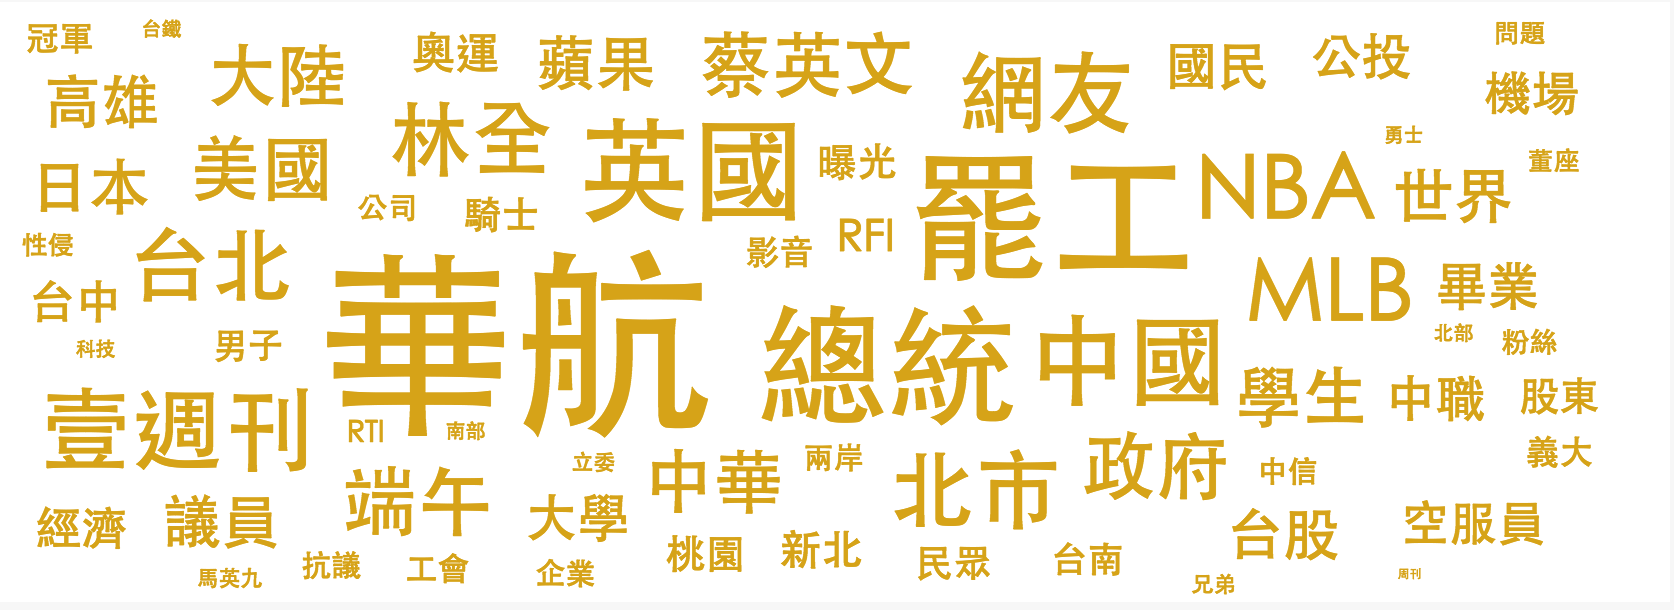 冠軍
台鐵
高雄
大陸
奧運
蘋果
蔡英文
網友
國民
公投
問題
機場
日本
美國
林全
英國
曝光
罷工
NBA
勇士
世界
董座
公司
騎士
影音
RFI
性侵
台北
台中
科技
男子
華航
總統
中國
MLB
畢業
北部
粉絲
壹週刊
RTI
南部
學生
中職
股東
義大
端午
立委
中華
兩岸
北市
政府
中信
經濟
議員
大學
桃園
新北
民眾
台南
台股
空服員
馬英九
抗議
工會
企業
兄弟
周刊